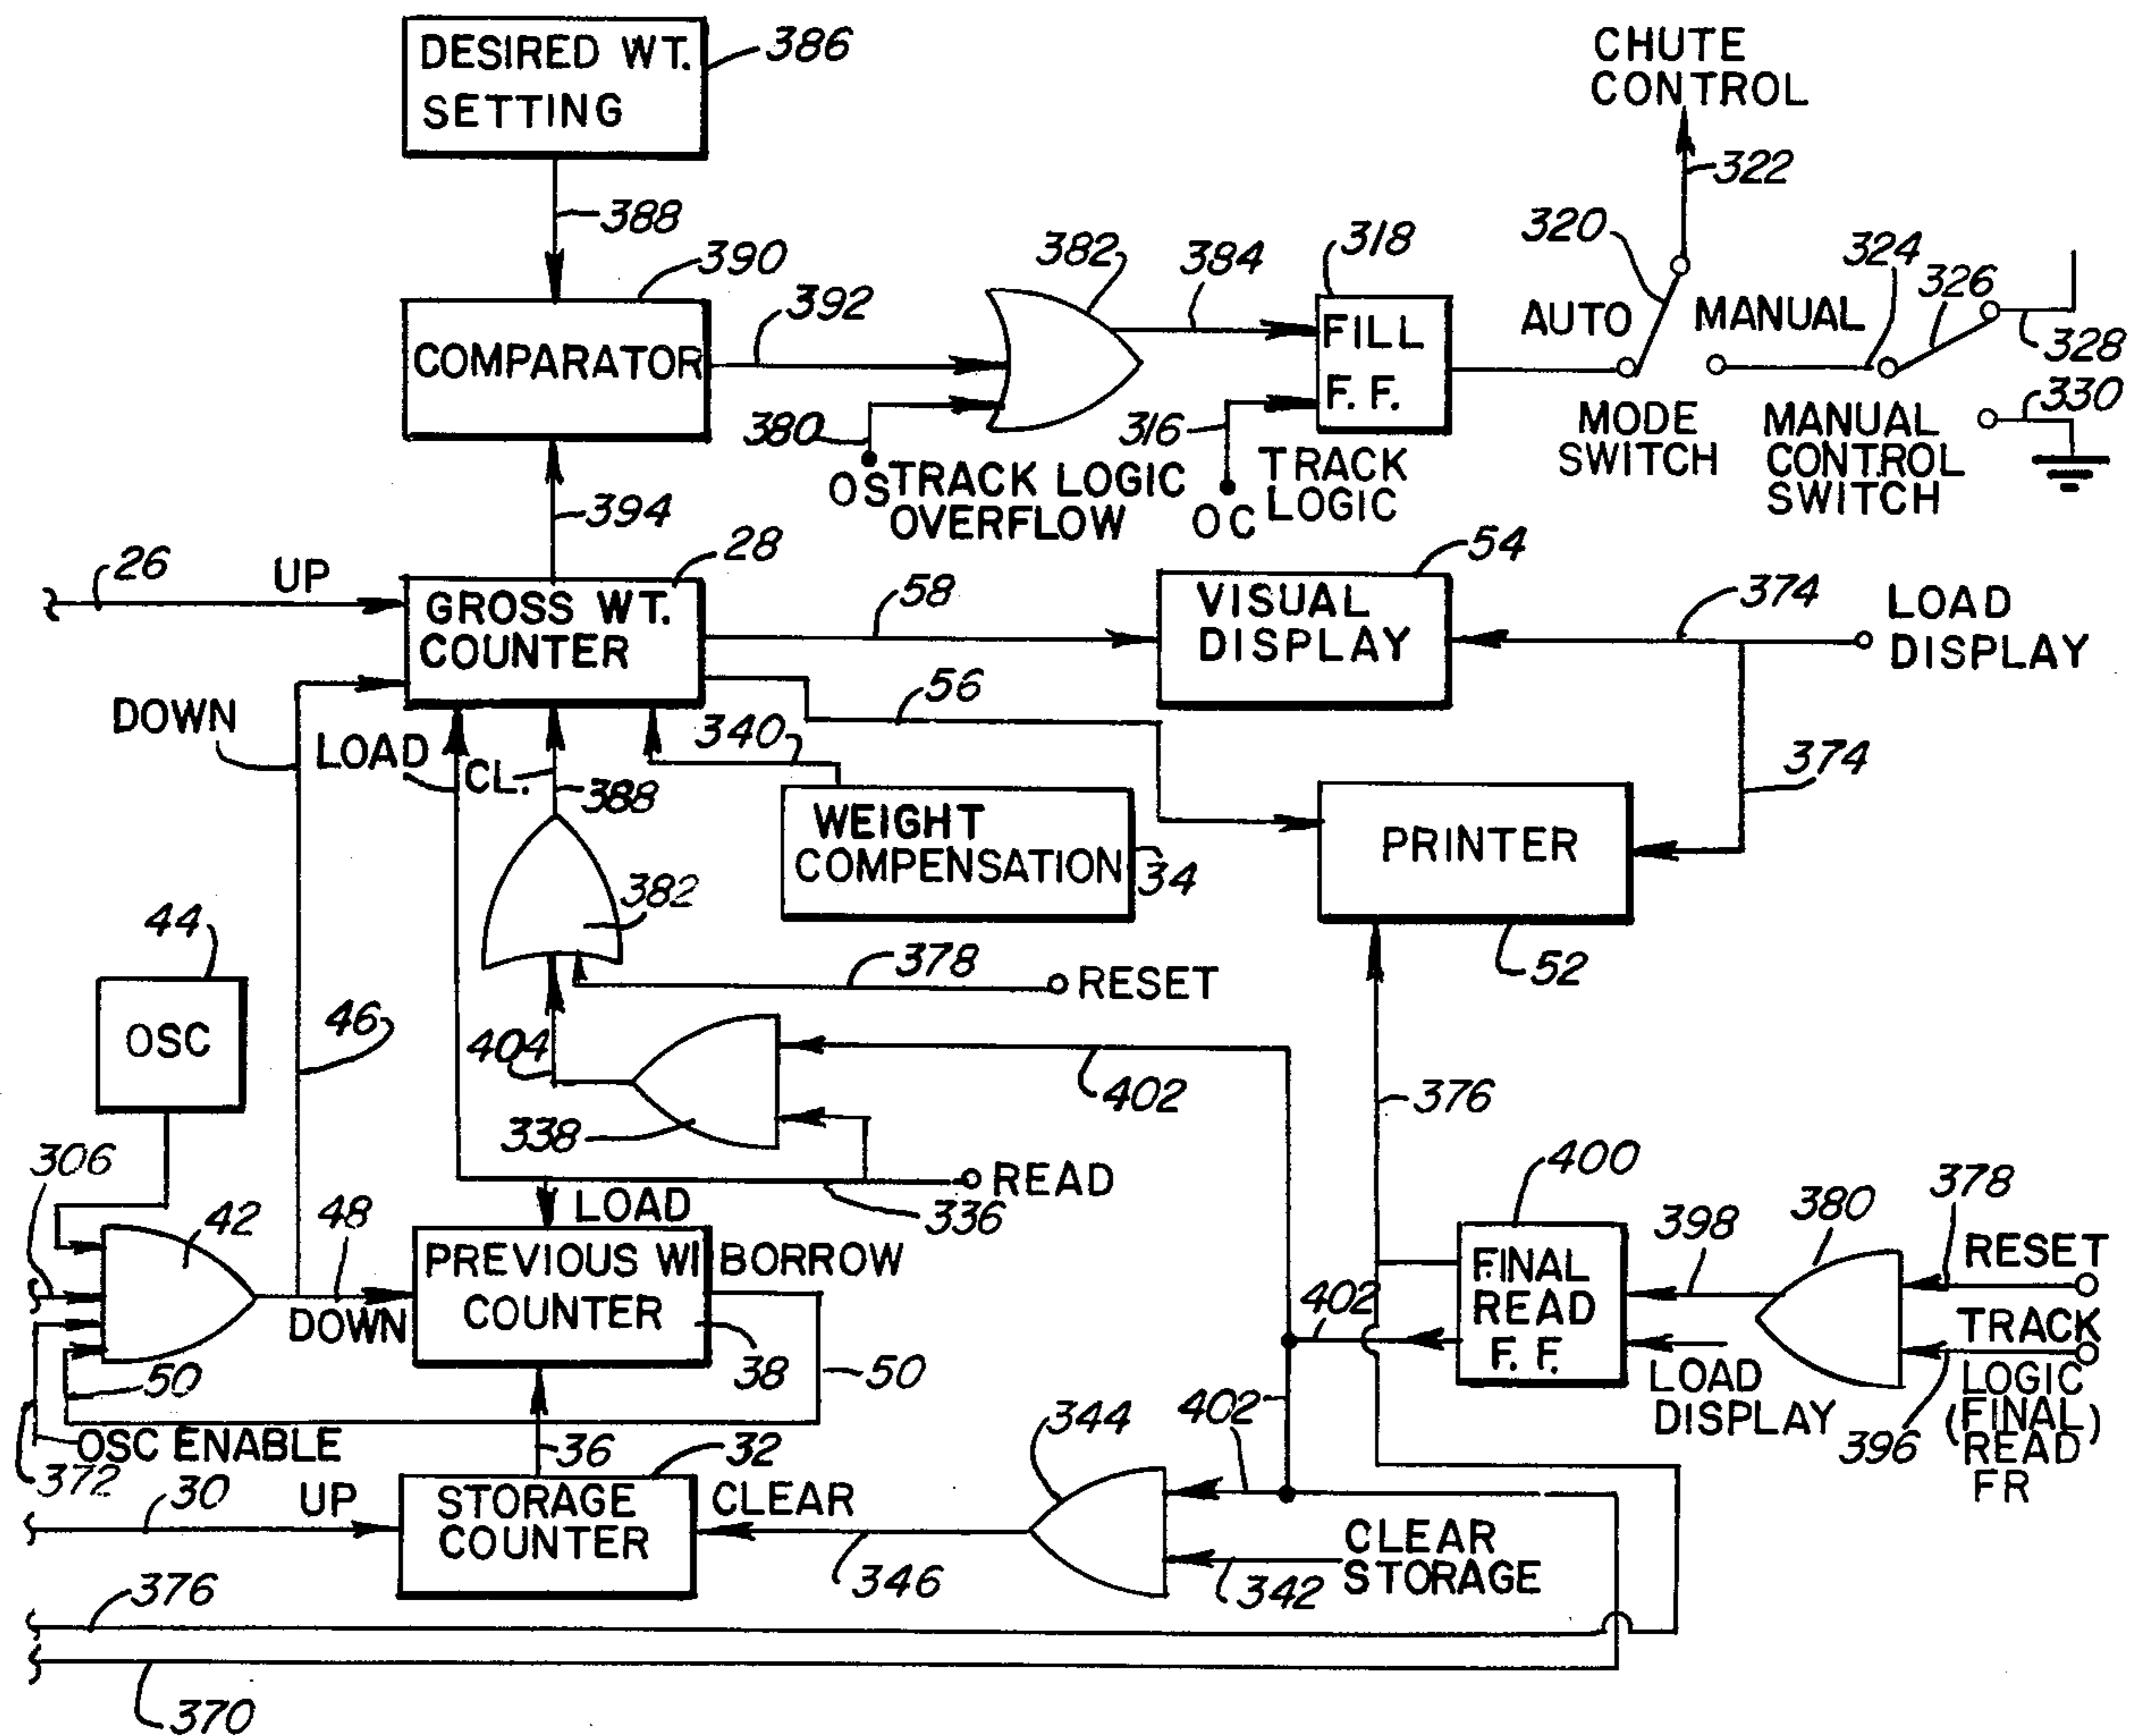 DESIRED WT.
SETTING
386
CHUTE
CONTROL
388
322
390
392
382
384
318
320
324
326
328
COMPARATOR
FILL
F. F.
AUTO
MANUAL
380
316
330
OS TRACK LOGIC
OVERFLOW
OC
TRACK
LOGIC
MODE
SWITCH
MANUAL
CONTROL
SWITCH
394
26
UP
28
58
54
374
GROSS WT.
COUNTER
VISUAL
DISPLAY
LOAD
DISPLAY
DOWN
LOAD
CL.
388
340
56
374
WEIGHT
COMPENSATION
34
PRINTER
382
52
44
378
RESET
OSC
46
404
402
376
338
306
READ
336
400
378
42
48
LOAD
398
380
RESET
PREVIOUS WI BORROW
COUNTER
DOWN
38
50
50
FINAL
READ
F. F.
402
TRACK
LOGIC
(FINAL)
READ
FR
LOAD
DISPLAY
396
OSC ENABLE
372
36
32
344
402
30
UP
STORAGE
COUNTER
CLEAR
346
CLEAR
STORAGE
342
376
370